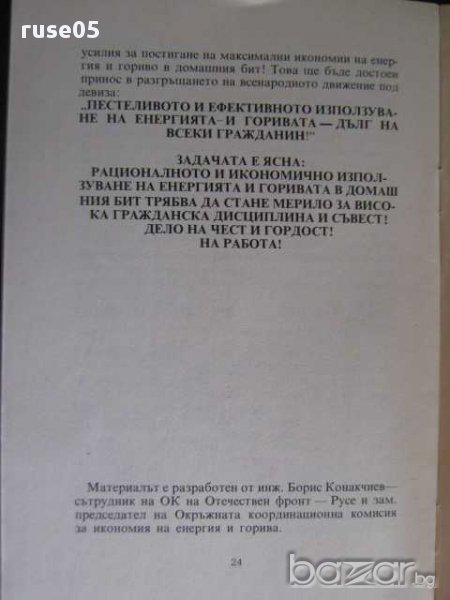 ruse05
усилия за постигане на максимални икономии на енер-
гия и гориво в домашния бит! Това ще бъде достоен
принос в разгръщането на всенародното движение под
девиза:
„ПЕСТЕЛИВОТО И ЕФЕКТИВНОТО ИЗПОЛЗУВА-
НЕ НА ЕНЕРГИЯТА И ГОРИВАТА — ДЪЛГ НА
ВСЕКИ ГРАЖДАНИН!“
ЗАДАЧАТА Е ЯСНА:
РАЦИОНАЛНОТО И ИКОНОМИЧНО ИЗПОЛ-
ЗУВАНЕ НА ЕНЕРГИЯТА И ГОРИВАТА В ДОМАШ
НИЯ БИТ ТРЯБВА ДА СТАНЕ МЕРИЛО ЗА ВИСО-
КА ГРАЖДАНСКА ДИСЦИПЛИНА И СЪВЕСТ!
ДЕЛО НА ЧЕСТ И ГОРДОСТ!
НА РАБОТА!
Материалът е разработен от инж. Борис Конакчиев—
сътрудник на ОК на Отечествен фронт — Русе и зам.
председател на Окръжната координационна комисия
за икономия на енергия и горива.
24
bazar.bg